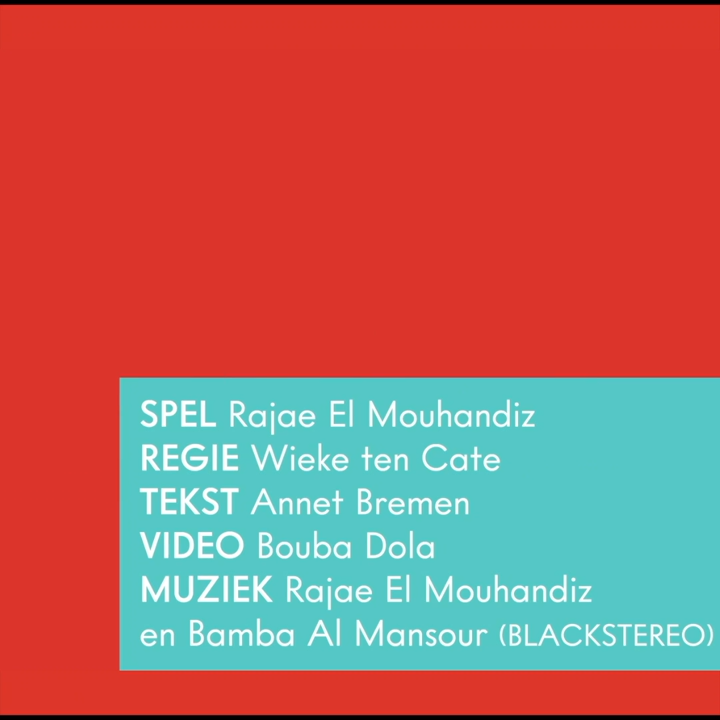 SPEL Rajae El Mouhandiz
REGIE Wieke ten Cate
TEKST Annet Bremen
VIDEO Bouba Dola
MUZIEK Rajae El Mouhandiz
en Bamba Al Mansour (BLACKSTEREO)